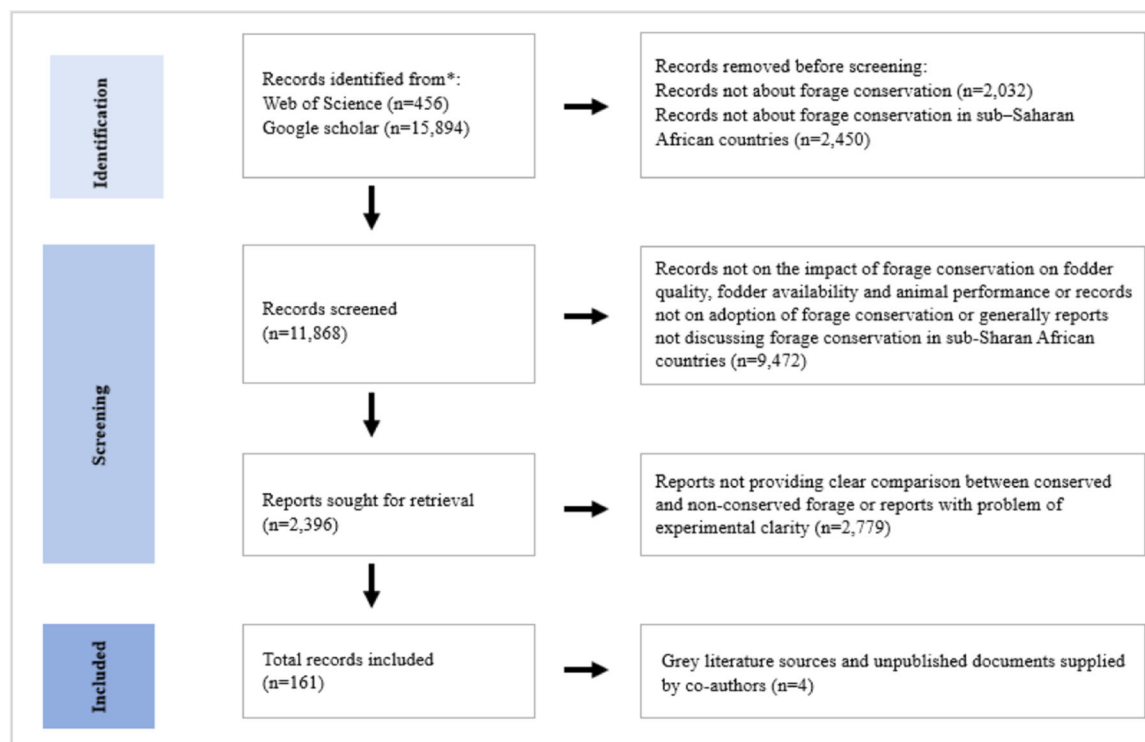 Identification
Records identified from*:
Web of Science (n=456)
Google scholar (n=15,894)
Records removed before screening:
Records not about forage conservation (n=2,032)
Records not about forage conservation in sub–Saharan
African countries (n=2,450)
Screening
Records screened
(n=11,868)
Records not on the impact of forage conservation on fodder
quality, fodder availability and animal performance or records
not on adoption of forage conservation or generally reports
not discussing forage conservation in sub-Sharan African
countries (n=9,472)
Reports sought for retrieval
(n=2,396)
Reports not providing clear comparison between conserved
and non-conserved forage or reports with problem of
experimental clarity (n=2,779)
Included
Total records included
(n=161)
Grey literature sources and unpublished documents supplied
by co-authors (n=4)